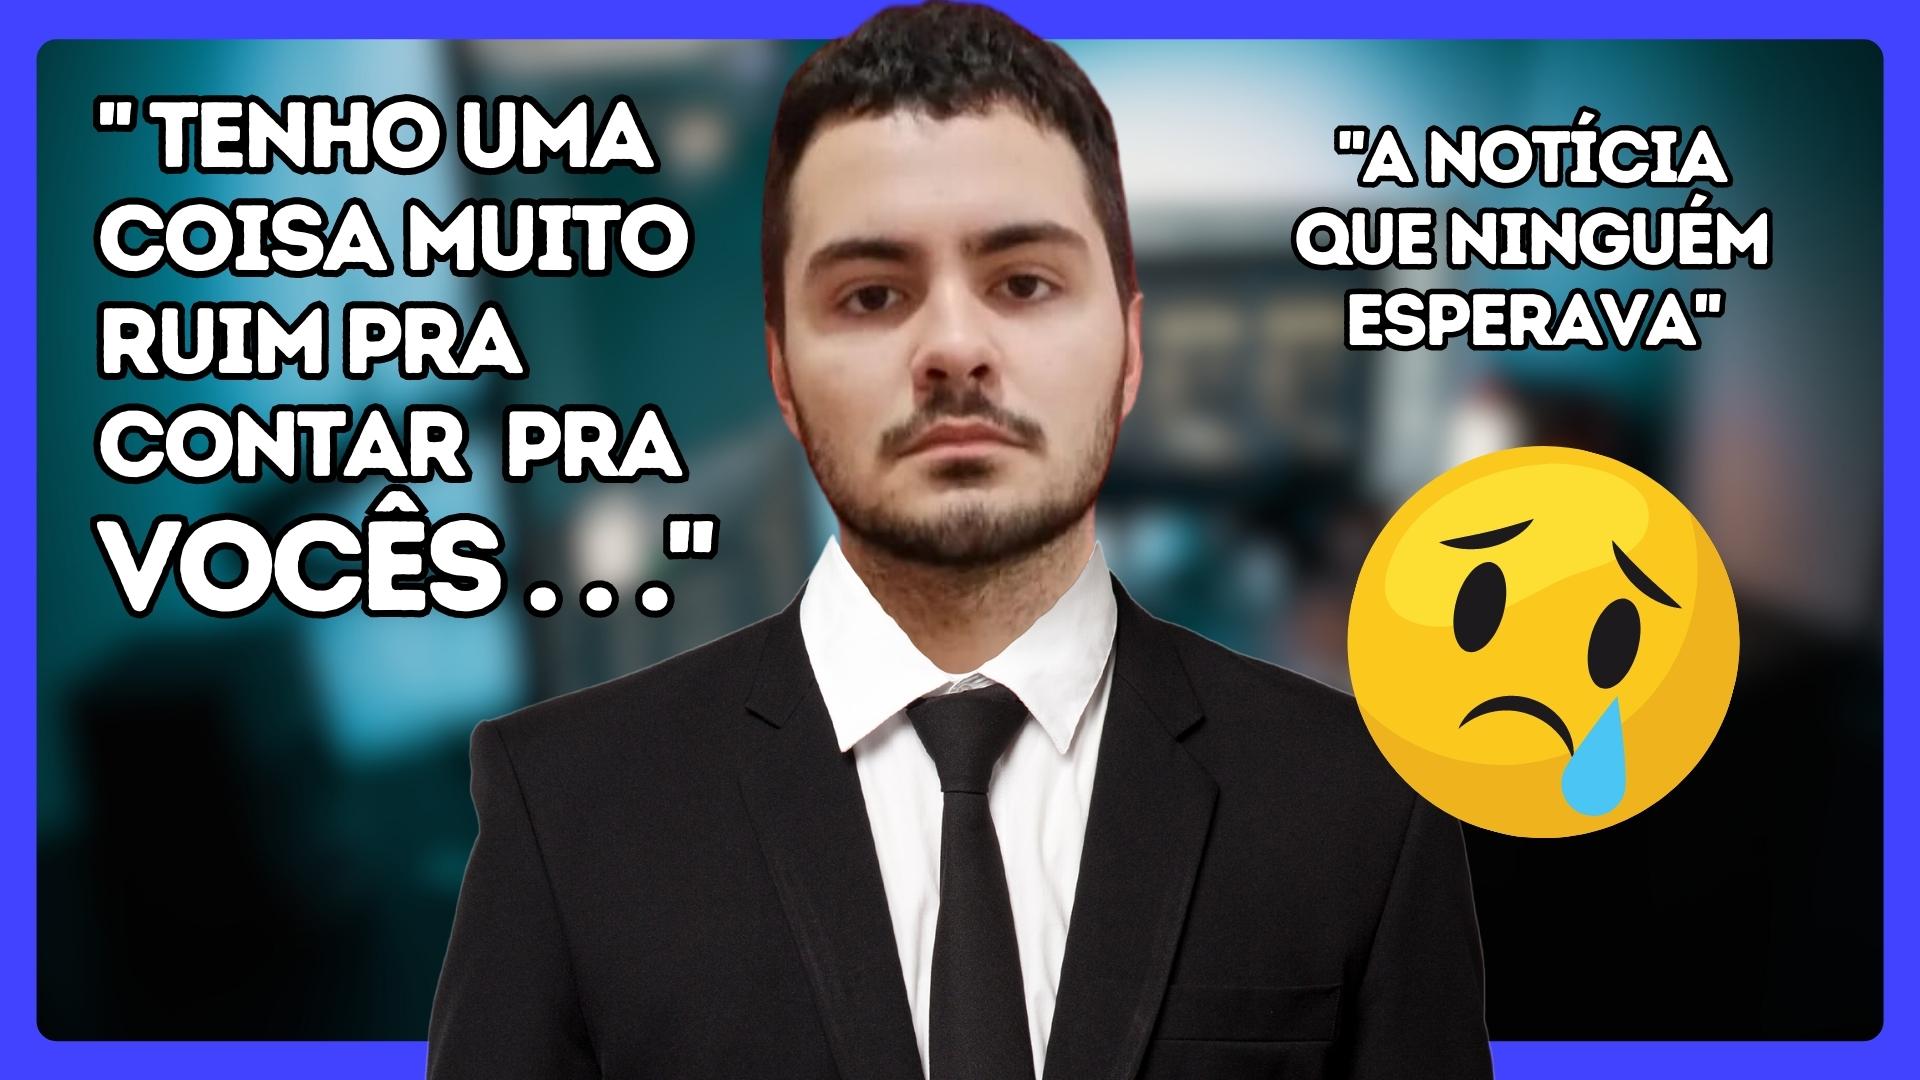 " TENHO UMA
COISA MUITO
RUIM PRA
CONTAR PRA
VOCÊS . . ."
"A NOTÍCIA
QUE NINGUÉM
ESPERAVA"